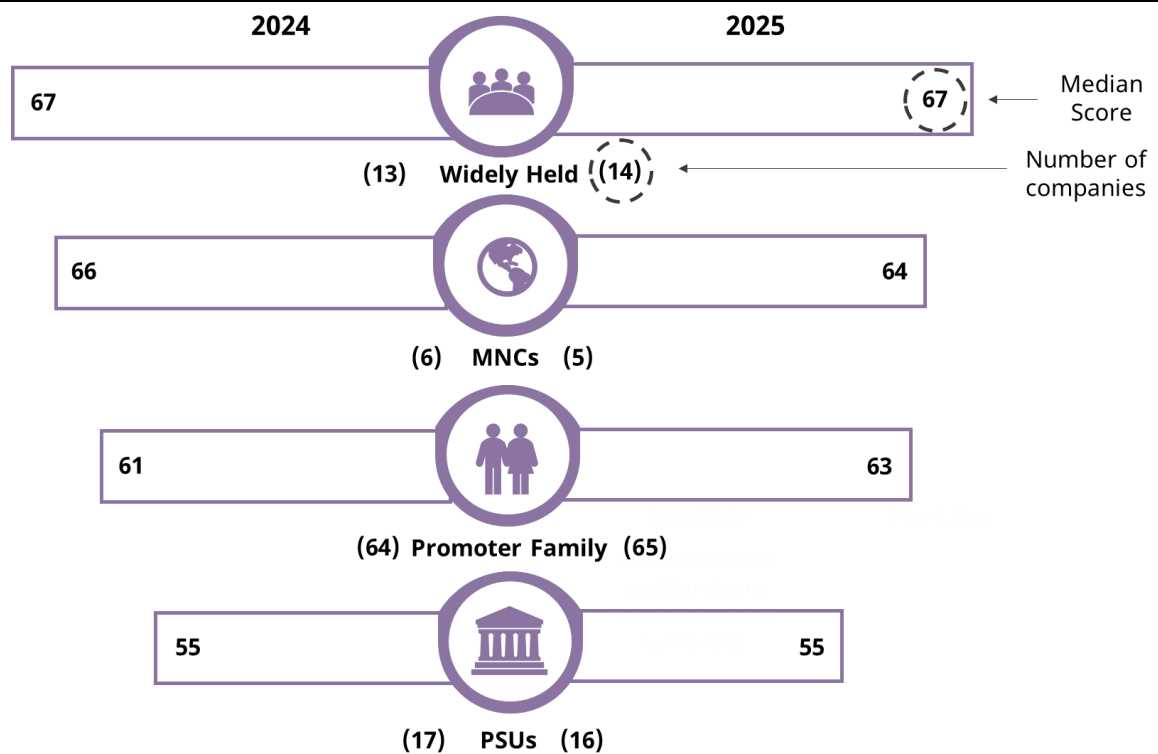 2024 2025
67 67 Median
Score
(13) Widely Held (14) Number of
companies
66 64
(6) MNCs (5)
61 63
(64) Promoter Family (65)
55 55
(17) PSUs (16)